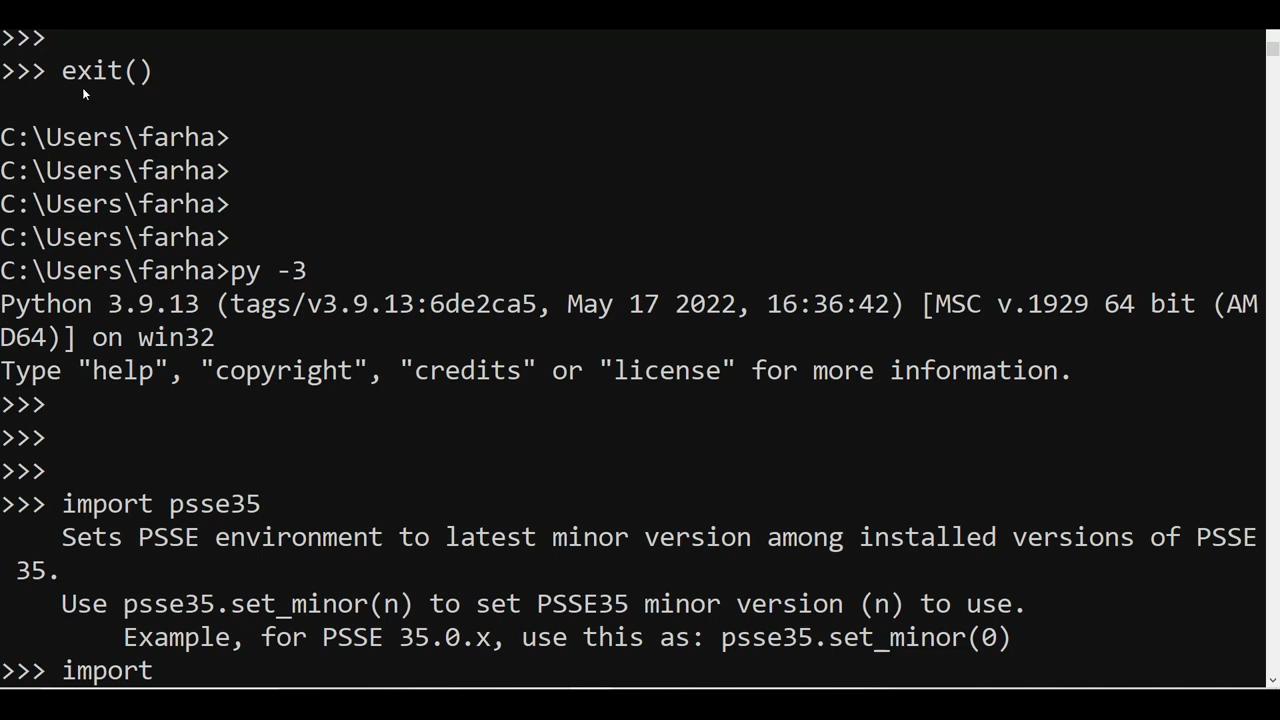 >>>
>>> exit()
C:\Users\farha>
C:\Users\farha>
C:\Users\farha>
C:\Users\farha>
C:\Users\farha>py -3
Python 3.9.13 (tags/v3.9.13:6de2ca5, May 17 2022, 16:36:42) [MSC v.1929 64 bit (AM
D64)] on win32
Type "help", "copyright", "credits" or "license" for more information.
>>>
>>>
>>>
>>> import psse35
    Sets PSSE environment to latest minor version among installed versions of PSSE
 35.
    Use psse35.set_minor(n) to set PSSE35 minor version (n) to use.
        Example, for PSSE 35.0.x, use this as: psse35.set_minor(0)
>>> import